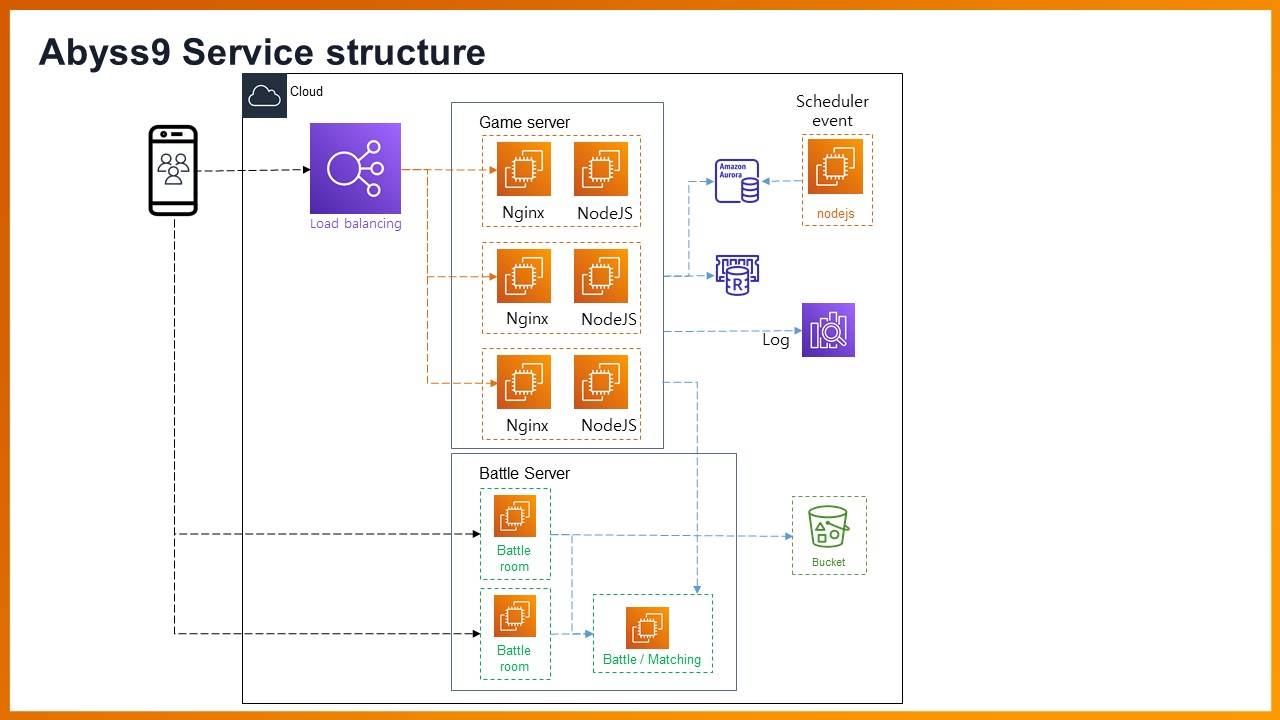 Abyss9 Service structure
Cloud
Scheduler
event
Game server
Amazon
Aurora
Nginx
NodeJS
nodejs
Load balancing
R
Nginx
NodeJS
Log
Nginx
NodeJS
Battle Server
Battle
room
Bucket
Battle
room
Battle / Matching